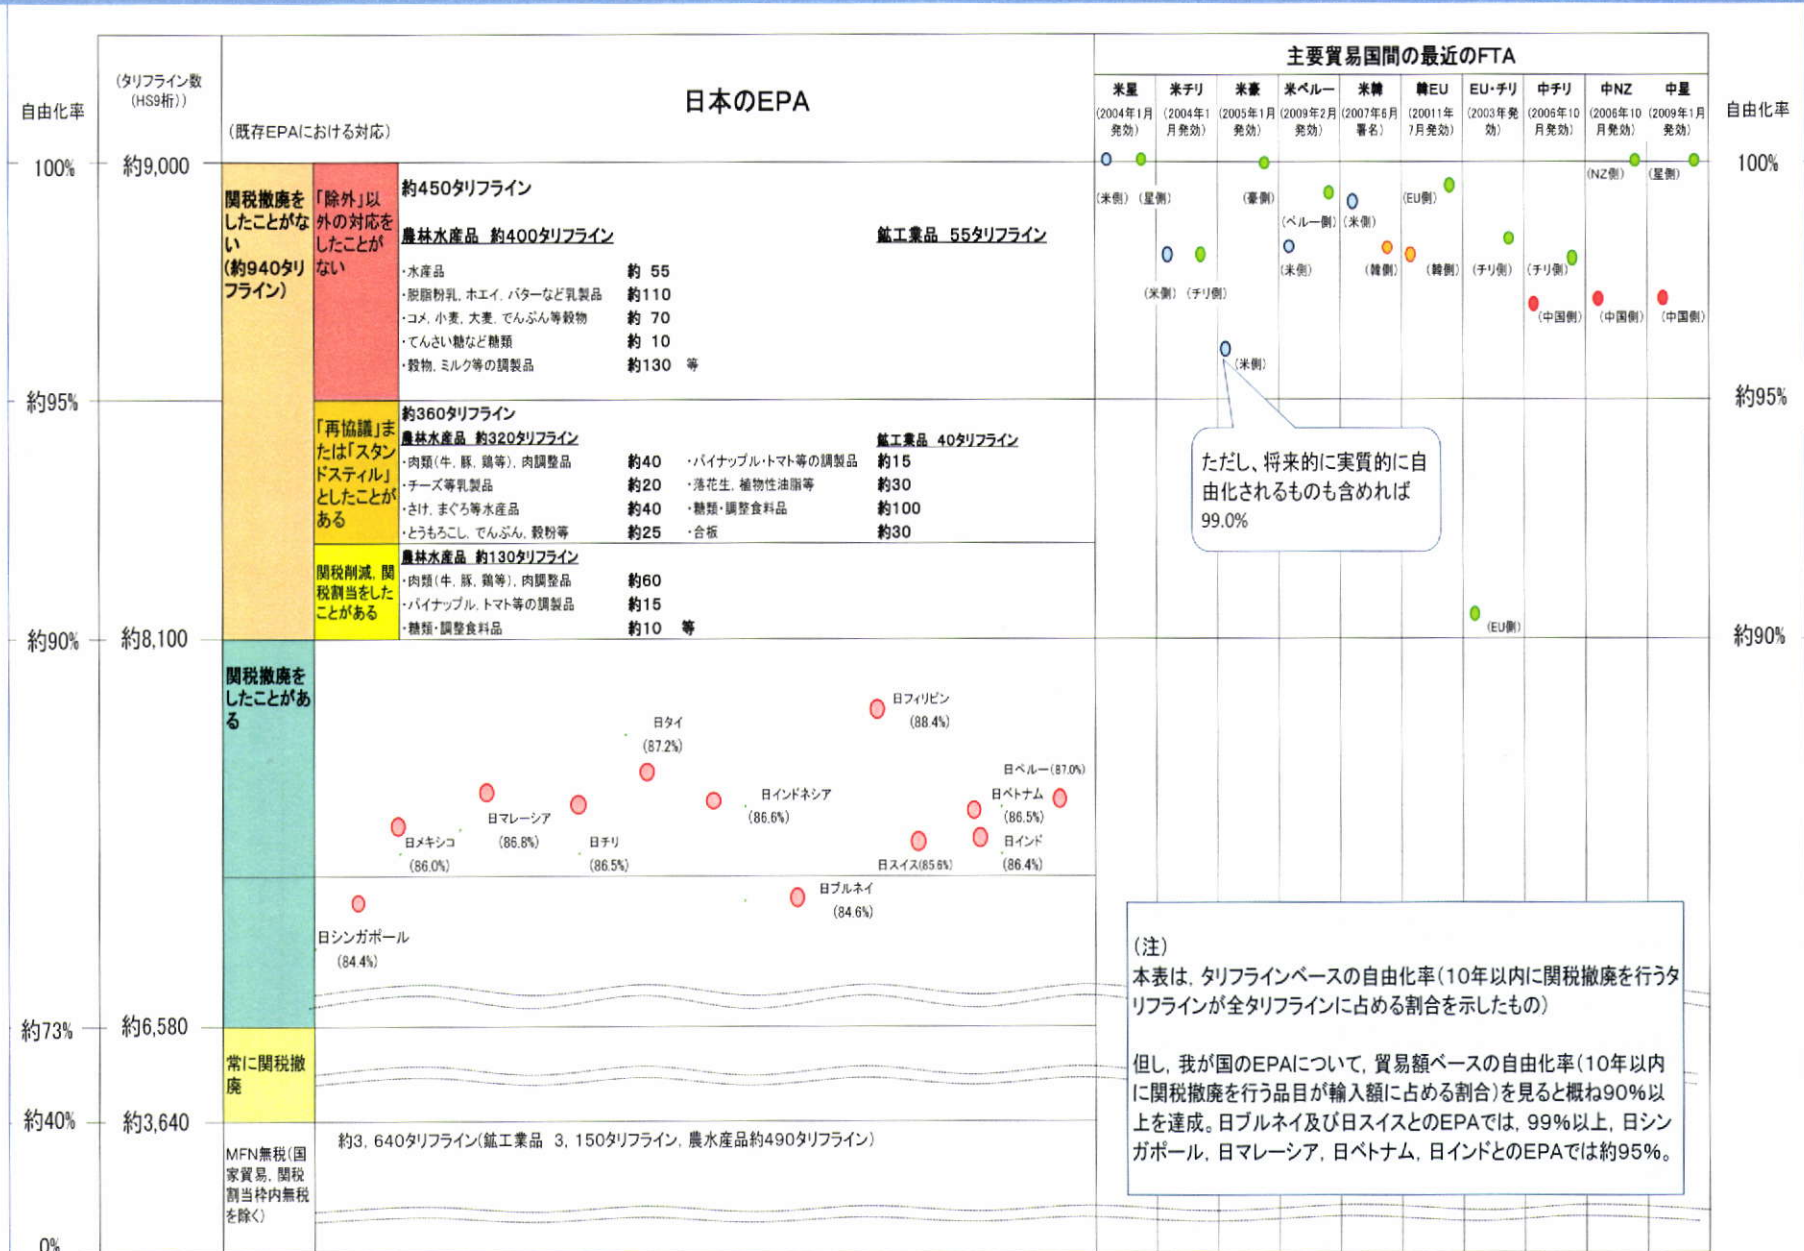 主要貿易国間の最近のFTA
自由化率
(タリフライン数
(HS9桁))
日本のEPA
(既存EPAにおける対応)
米星
(2004年1月
発効)
米チリ
(2004年1
月発効)
米豪
(2005年1月
発効)
米ペルー
(2009年2月
発効)
米韓
(2007年6月
署名)
韓EU
(20011年
7月発効)
EU・チリ
(2003年発
効)
中チリ
(2006年10
月発効)
中NZ
(2006年10
月発効)
中星
(2009年1月
発効)
自由化率
100%
約9,000
100%
関税撤廃を
したことがな
い
(約940タリ
フライン)
「除外」以
外の対応を
したことが
ない
約450タリフライン
農林水産品 約400タリフライン
鉱工業品 55タリフライン
・水産品 約 55
・脱脂粉乳, ホエイ, バターなど乳製品 約110
・コメ, 小麦, 大麦, でんぷん等穀物 約 70
・てんさい糖など糖類 約 10
・穀物, ミルク等の調製品 約130 等
(米側)
(星側)
(米側)
(チリ側)
(豪側)
(米側)
(ペルー側)
(米側)
(米側)
(韓側)
(EU側)
(韓側)
(チリ側)
(EU側)
(チリ側)
(中国側)
(NZ側)
(中国側)
(星側)
(中国側)
約95%
約95%
「再協議」ま
たは「スタン
ドスティル」
としたことが
ある
約360タリフライン
農林水産品 約320タリフライン
鉱工業品 40タリフライン
・肉類(牛, 豚, 鶏等), 肉調整品 約40 ・パイナップル・トマト等の調製品 約15
・チーズ等乳製品 約20 ・落花生, 植物性油脂等 約30
・さけ, まぐろ等水産品 約40 ・糖類・調整食料品 約100
・とうもろこし, でんぷん, 穀粉等 約25 ・合板 約30
ただし、将来的に実質的に自
由化されるものも含めれば
99.0%
関税削減, 関
税割当をした
ことがある
農林水産品 約130タリフライン
・肉類(牛, 豚, 鶏等), 肉調整品 約60
・パイナップル, トマト等の調製品 約15
・糖類・調整食料品 約10 等
約90%
約8,100
約90%
関税撤廃を
したことがあ
る
日フィリピン
(88.4%)
日タイ
(87.2%)
日ペルー(87.0%)
日インドネシア
(86.6%)
日ベトナム
(86.5%)
日マレーシア
(86.8%)
日メキシコ
(86.0%)
日チリ
(86.5%)
日インド
(86.4%)
日スイス(85.6%)
日ブルネイ
(84.6%)
日シンガポール
(84.4%)
約73%
約6,580
常に関税撤
廃
約40%
約3,640
MFN無税(国
家貿易, 関税
割当枠内無税
を除く)
約3, 640タリフライン(鉱工業品 3, 150タリフライン, 農水産品約490タリフライン)
0%
(注)
本表は, タリフラインベースの自由化率(10年以内に関税撤廃を行うタ
リフラインが全タリフラインに占める割合を示したもの)
但し, 我が国のEPAについて, 貿易額ベースの自由化率(10年以内
に関税撤廃を行う品目が輸入額に占める割合)を見ると概ね90%以
上を達成。日ブルネイ及び日スイスとのEPAでは, 99%以上, 日シン
ガポール, 日マレーシア, 日ベトナム, 日インドとのEPAでは約95%。